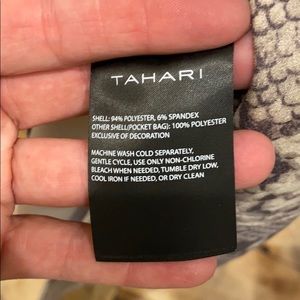 TAHARI
SHELL: 94% POLYESTER, 6% SPANDEX
OTHER SHELL(POCKET BAG): 100% POLYESTER
EXCLUSIVE OF DECORATION
MACHINE WASH COLD SEPARATELY,
GENTLE CYCLE, USE ONLY NON-CHLORINE
BLEACH WHEN NEEDED, TUMBLE DRY LOW,
COOL IRON IF NEEDED, OR DRY CLEAN